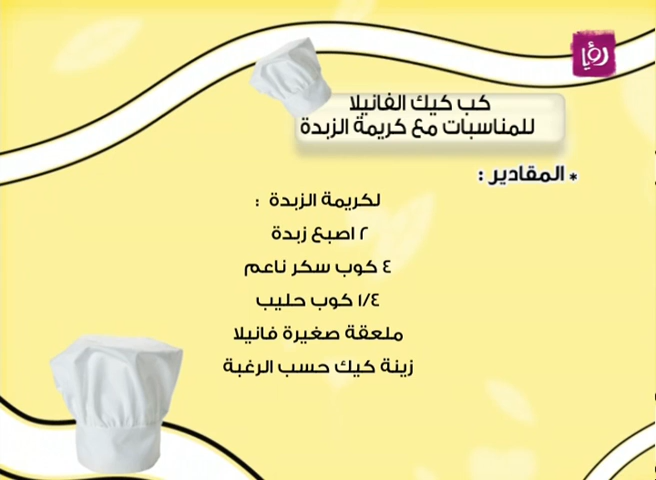 رؤيا
كب كيك الفانيلا
للمناسبات مع كريمة الزبدة
* المقادير :
لكريمة الزبدة :
٢ اصبع زبدة
٤ كوب سكر ناعم
١/٤ كوب حليب
ملعقة صغيرة فانيلا
زينة كيك حسب الرغبة